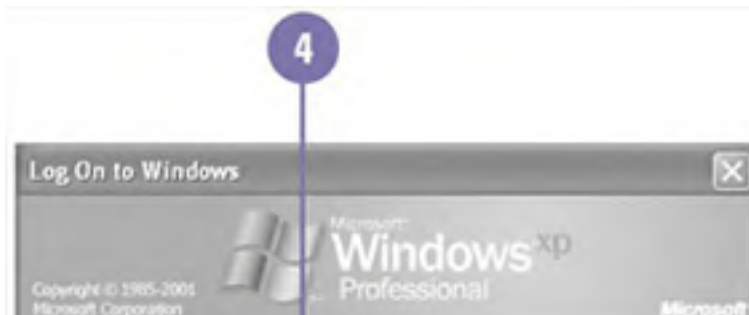 4
Log On to Windows
Microsoft
Windows xp
Professional
Copyright © 1985-2001
Microsoft Corporation
Microsoft